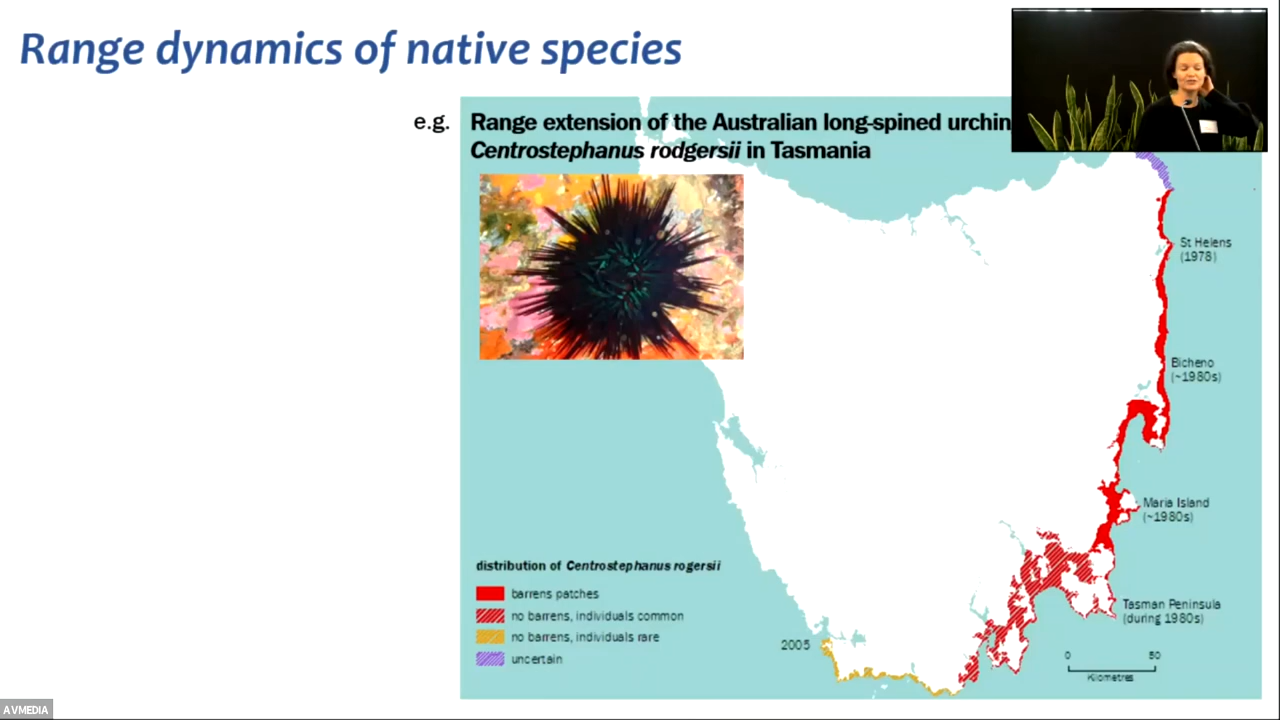 Range dynamics of native species
e.g.
Range extension of the Australian long-spined urchin
Centrostephanus rodgersii in Tasmania
St Helens
(1978)
Bicheno
(~1980s)
Maria Island
(~1980s)
Tasman Peninsula
(during 1980s)
distribution of Centrostephanus rogersii
barrens patches
no barrens, individuals common
no barrens, individuals rare
uncertain
2005
0 50
Kilometres
AVMEDIA